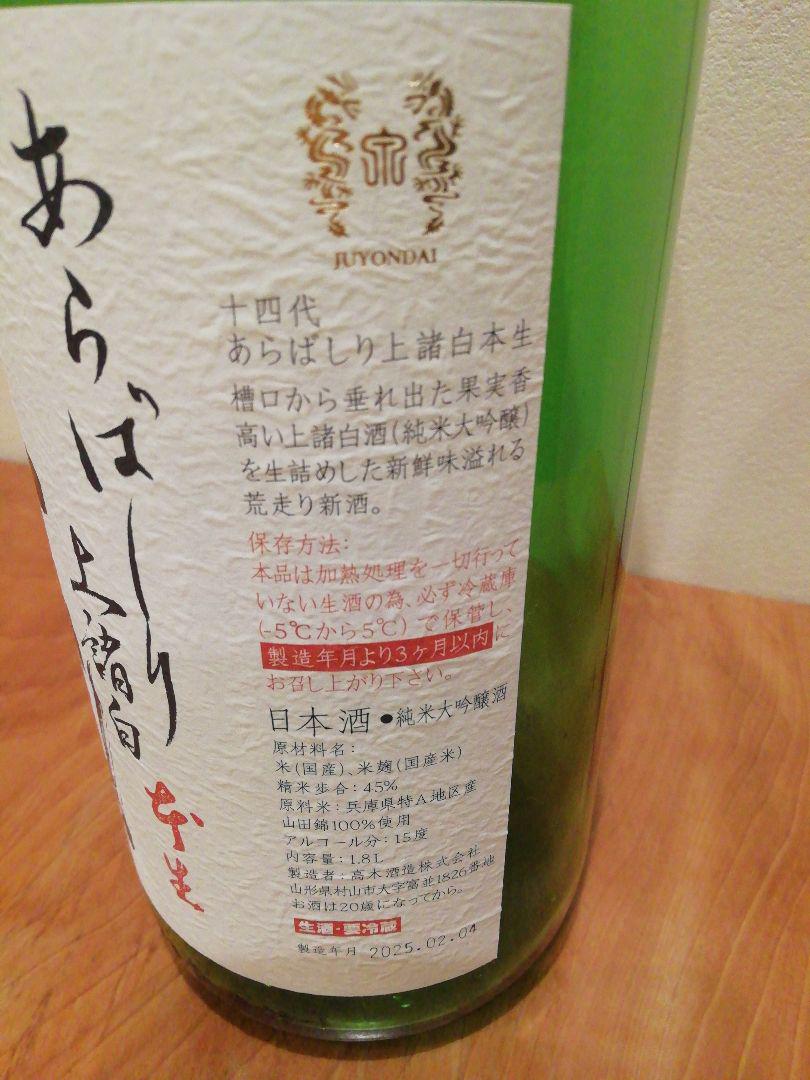 あらばしり
上諸白
本生
JUYONDAI
十四代
あらばしり上諸白本生
槽口から垂れ出た果実香
高い上諸白酒(純米大吟醸)
を生詰めした新鮮味溢れる
荒走り新酒。
保存方法:
本品は加熱処理を一切行って
いない生酒の為、必ず冷蔵庫
(-5℃から5℃)で保管し、
製造年月より3ヶ月以内に
お召し上がり下さい。
日本酒●純米大吟醸酒
原材料名:
米(国産)、米麹(国産米)
精米歩合:45%
原料米:兵庫県特A地区産
山田錦100%使用
アルコール分:15度
内容量:1.8L
製造者:高木酒造株式会社
山形県村山市大字富並1826番地
お酒は20歳になってから。
生酒・要冷蔵
製造年月 2025.02.04